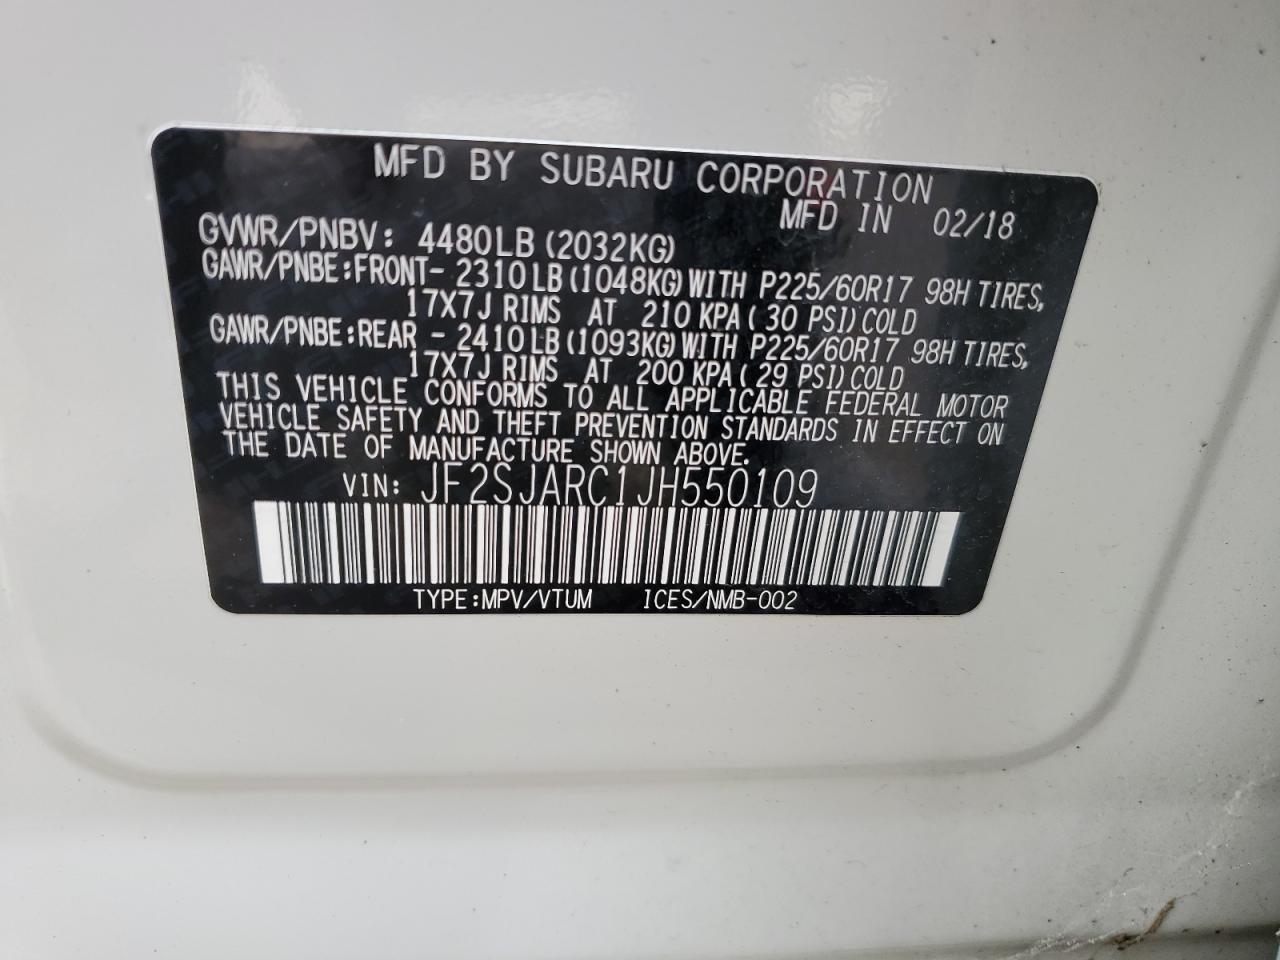 MFD BY SUBARU CORPORATION
MFD IN 02/18
GVWR/PNBV: 4480LB (2032KG)
GAWR/PNBE:FRONT- 2310 LB (1048KG) WITH P225/60R17 98H TIRES,
17X7J RIMS AT 210 KPA ( 30 PSI) COLD
GAWR/PNBE:REAR - 2410 LB (1093KG) WITH P225/60R17 98H TIRES,
17X7J RIMS AT 200 KPA ( 29 PSI) COLD
THIS VEHICLE CONFORMS TO ALL APPLICABLE FEDERAL MOTOR
VEHICLE SAFETY AND THEFT PREVENTION STANDARDS IN EFFECT ON
THE DATE OF MANUFACTURE SHOWN ABOVE.
VIN: JF2SJARC1JH550109
TYPE:MPV/VTUM ICES/NMB-002